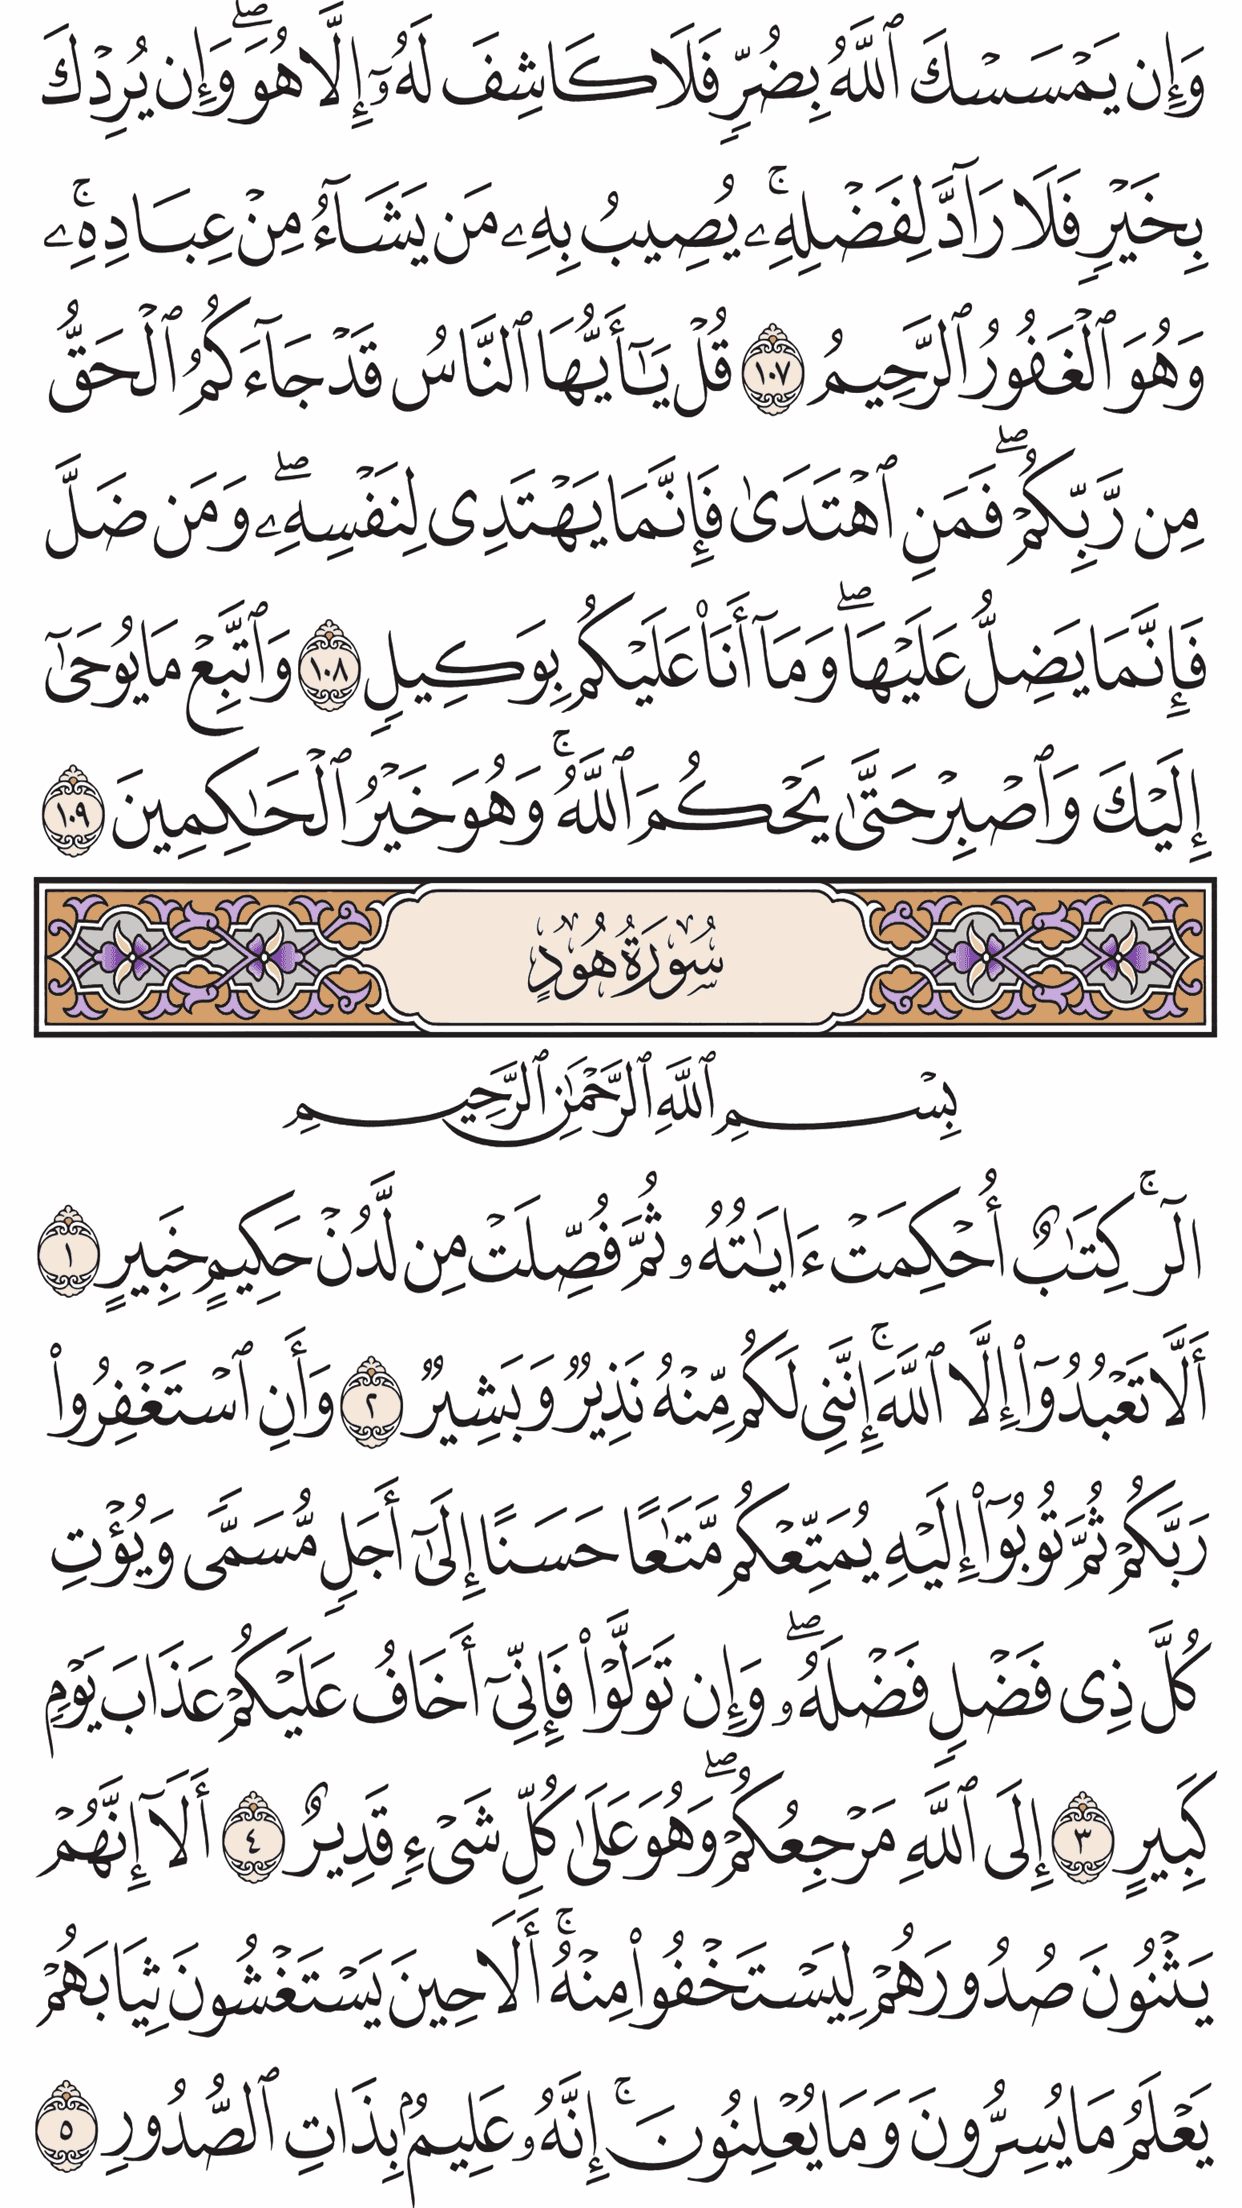 وَإِن يَمْسَسْكَ ٱللَّهُ بِضُرٍّ فَلَا كَاشِفَ لَهُۥٓ إِلَّا هُوَ ۖ وَإِن يُرِدْكَ
بِخَيْرٍ فَلَا رَآدَّ لِفَضْلِهِۦ ۚ يُصِيبُ بِهِۦ مَن يَشَآءُ مِنْ عِبَادِهِۦ ۚ
وَهُوَ ٱلْغَفُورُ ٱلرَّحِيمُ ١٠٧ قُلْ يَـٰٓأَيُّهَا ٱلنَّاسُ قَدْ جَآءَكُمُ ٱلْحَقُّ
مِن رَّبِّكُمْ ۖ فَمَنِ ٱهْتَدَىٰ فَإِنَّمَا يَهْتَدِى لِنَفْسِهِۦ ۖ وَمَن ضَلَّ
فَإِنَّمَا يَضِلُّ عَلَيْهَا ۖ وَمَآ أَنَا۠ عَلَيْكُم بِوَكِيلٍ ١٠٨ وَٱتَّبِعْ مَا يُوحَىٰٓ
إِلَيْكَ وَٱصْبِرْ حَتَّىٰ يَحْكُمَ ٱللَّهُ ۚ وَهُوَ خَيْرُ ٱلْحَـٰكِمِينَ ١٠٩
سُورَةُ هُودٍ
بِسْمِ ٱللَّهِ ٱلرَّحْمَـٰنِ ٱلرَّحِيمِ
الٓر ۚ كِتَـٰبٌ أُحْكِمَتْ ءَايَـٰتُهُۥ ثُمَّ فُصِّلَتْ مِن لَّدُنْ حَكِيمٍ خَبِيرٍ ١
أَلَّا تَعْبُدُوٓا۟ إِلَّا ٱللَّهَ ۚ إِنَّنِى لَكُم مِّنْهُ نَذِيرٌ وَبَشِيرٌ ٢ وَأَنِ ٱسْتَغْفِرُوا۟
رَبَّكُمْ ثُمَّ تُوبُوٓا۟ إِلَيْهِ يُمَتِّعْكُم مَّتَـٰعًا حَسَنًا إِلَىٰٓ أَجَلٍ مُّسَمًّى وَيُؤْتِ
كُلَّ ذِى فَضْلٍ فَضْلَهُۥ ۖ وَإِن تَوَلَّوْا۟ فَإِنِّىٓ أَخَافُ عَلَيْكُمْ عَذَابَ يَوْمٍ
كَبِيرٍ ٣ إِلَى ٱللَّهِ مَرْجِعُكُمْ ۖ وَهُوَ عَلَىٰ كُلِّ شَىْءٍ قَدِيرٌ ٤ أَلَآ إِنَّهُمْ
يَثْنُونَ صُدُورَهُمْ لِيَسْتَخْفُوا۟ مِنْهُ ۚ أَلَا حِينَ يَسْتَغْشُونَ ثِيَابَهُمْ
يَعْلَمُ مَا يُسِرُّونَ وَمَا يُعْلِنُونَ ۚ إِنَّهُۥ عَلِيمٌۢ بِذَاتِ ٱلصُّدُورِ ٥